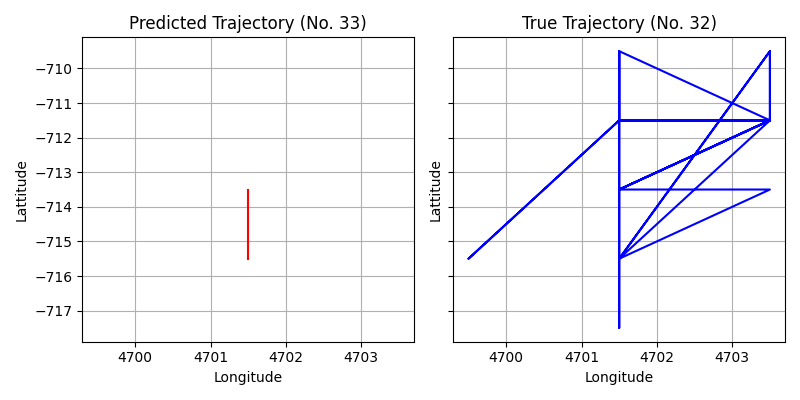 Predicted Trajectory (No. 33)
−710
−711
−712
−713
−714
−715
−716
−717
Lattitude
4700
4701
4702
4703
Longitude
True Trajectory (No. 32)
Lattitude
4700
4701
4702
4703
Longitude